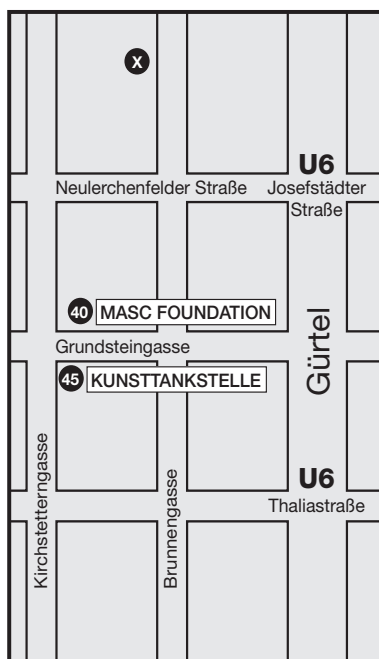 X
U6
Neulerchenfelder Straße Josefstädter
Straße
40 MASC FOUNDATION
Grundsteingasse
Gürtel
45 KUNSTTANKSTELLE
Kirchstetterngasse
Brunnengasse
U6
Thaliastraße